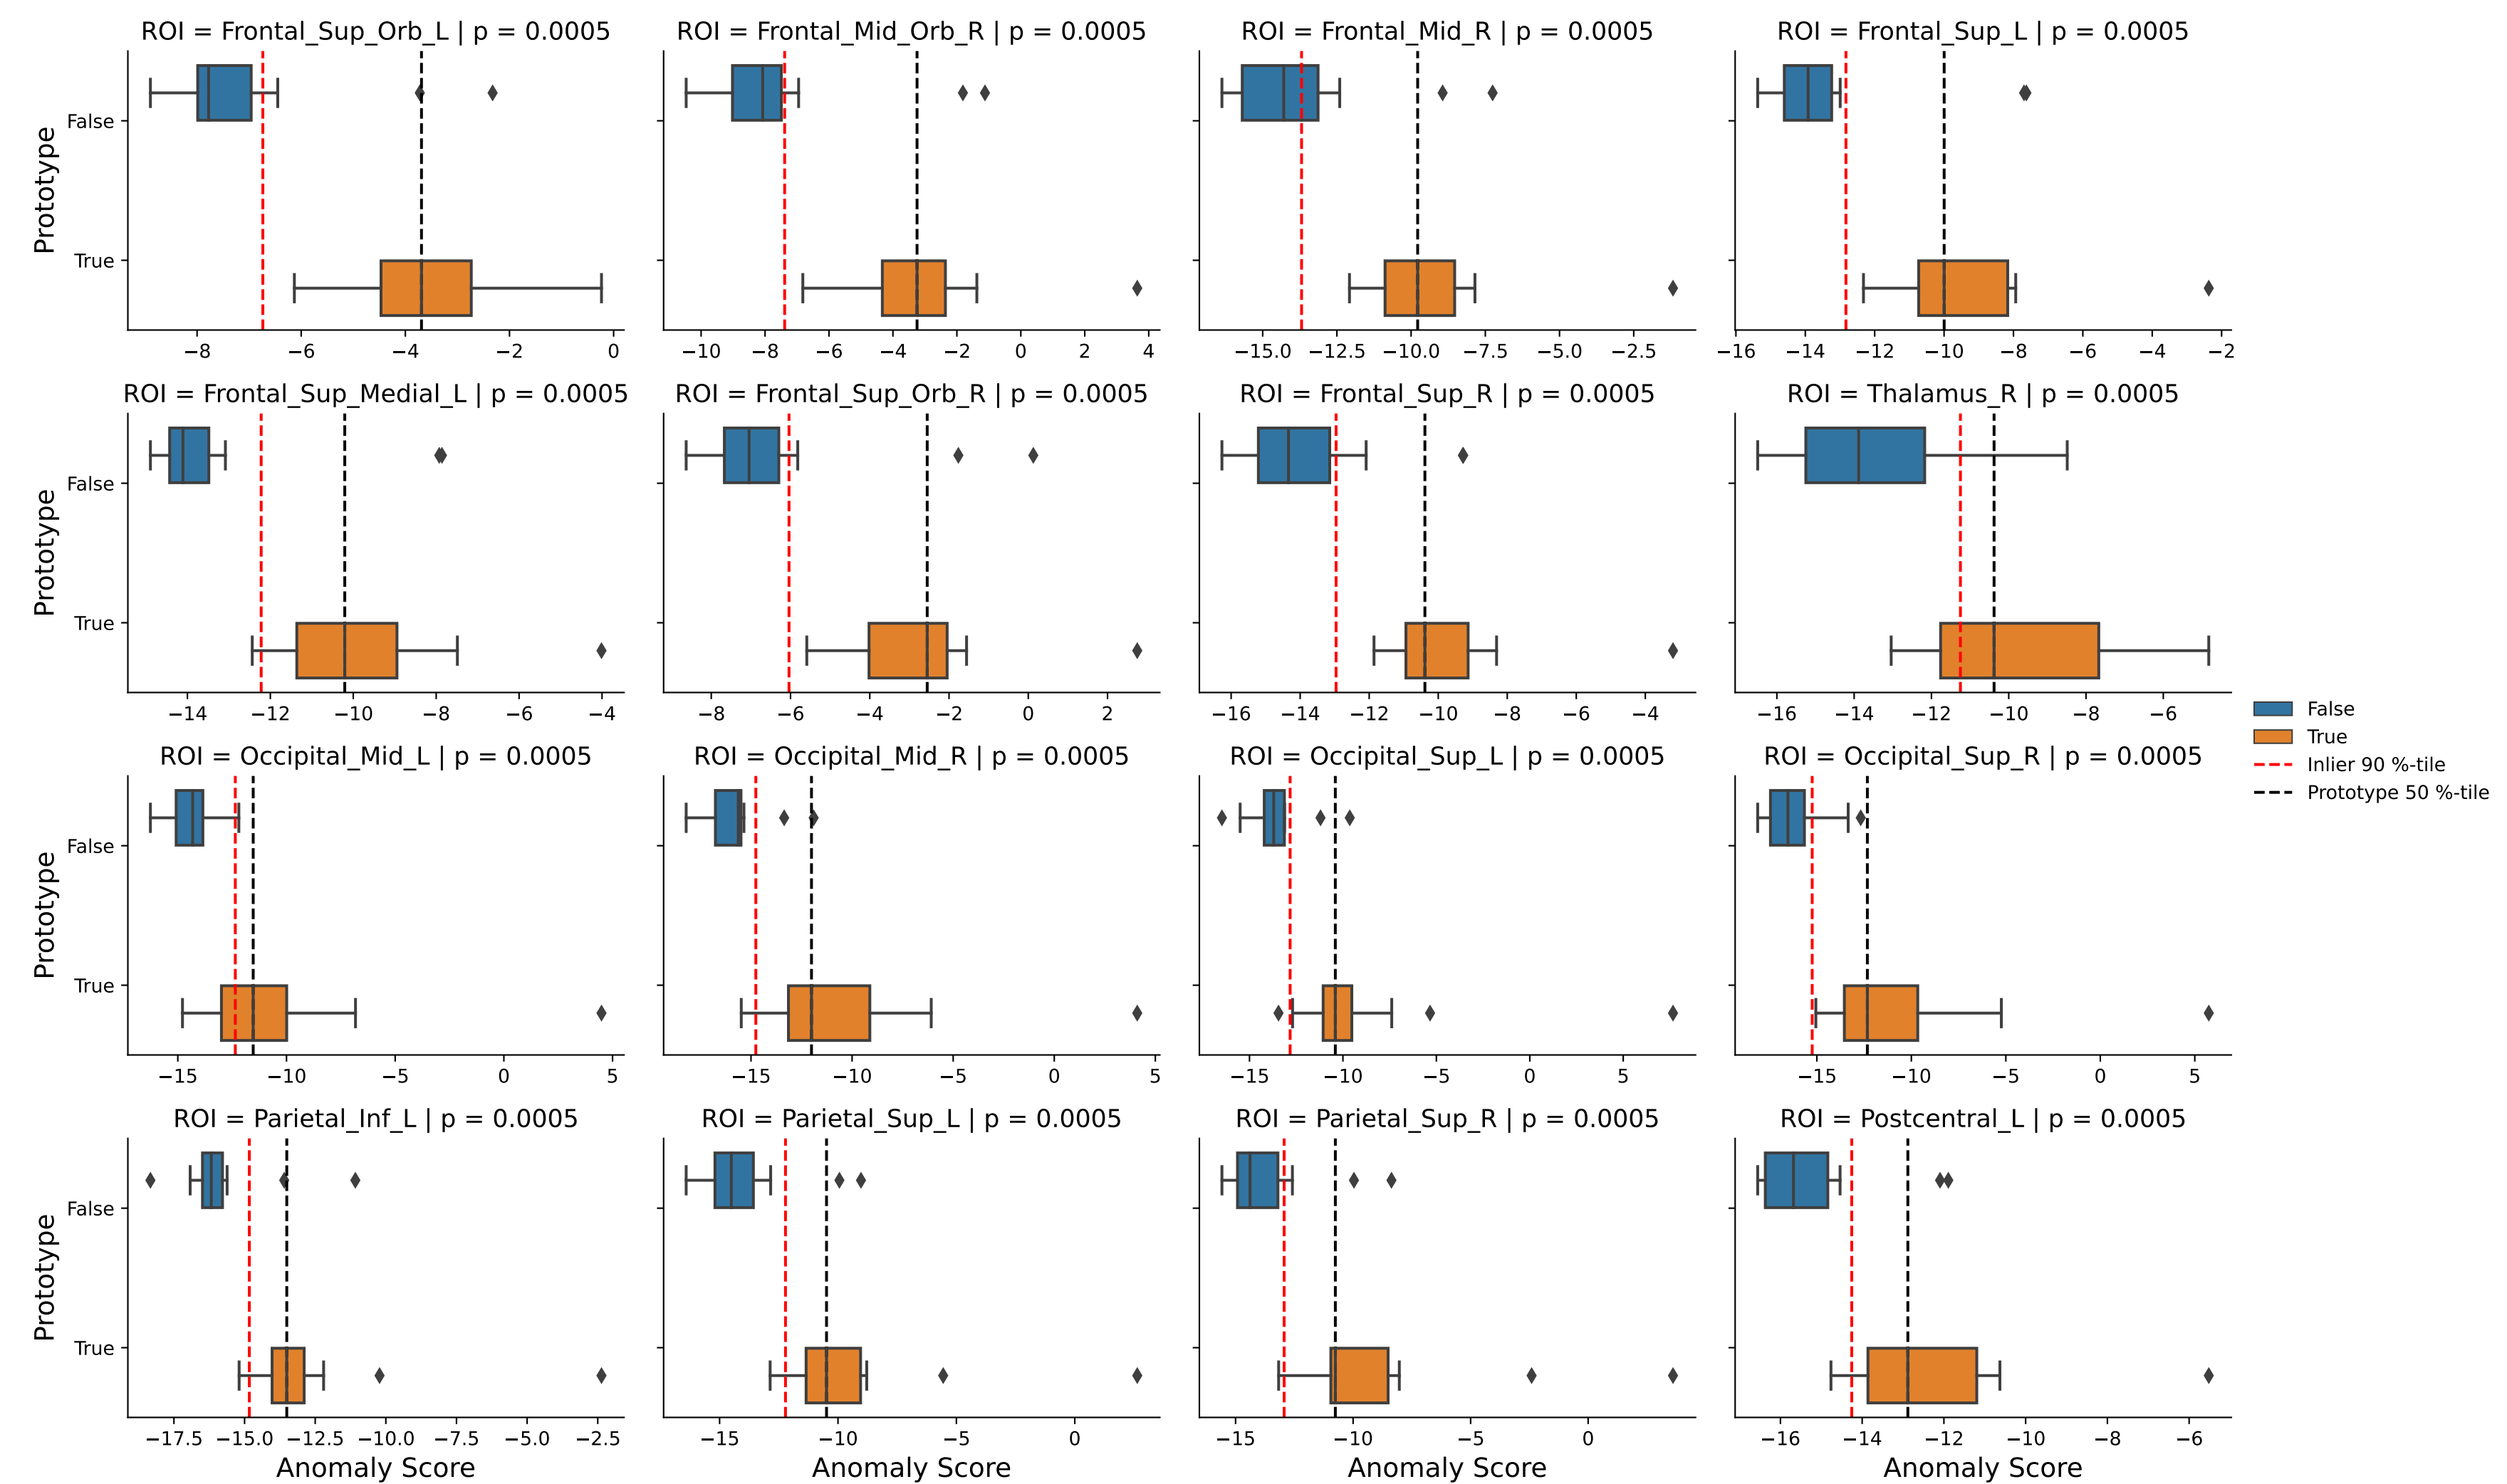 ROI = Frontal_Sup_Orb_L | p = 0.0005
ROI = Frontal_Mid_Orb_R | p = 0.0005
ROI = Frontal_Mid_R | p = 0.0005
ROI = Frontal_Sup_L | p = 0.0005
Prototype
False
True
−8 −6 −4 −2 0
−10 −8 −6 −4 −2 0 2 4
−15.0 −12.5 −10.0 −7.5 −5.0 −2.5
−16 −14 −12 −10 −8 −6 −4 −2
ROI = Frontal_Sup_Medial_L | p = 0.0005
ROI = Frontal_Sup_Orb_R | p = 0.0005
ROI = Frontal_Sup_R | p = 0.0005
ROI = Thalamus_R | p = 0.0005
Prototype
False
True
−14 −12 −10 −8 −6 −4
−8 −6 −4 −2 0 2
−16 −14 −12 −10 −8 −6 −4
−16 −14 −12 −10 −8 −6
False
True
Inlier 90 %-tile
Prototype 50 %-tile
ROI = Occipital_Mid_L | p = 0.0005
ROI = Occipital_Mid_R | p = 0.0005
ROI = Occipital_Sup_L | p = 0.0005
ROI = Occipital_Sup_R | p = 0.0005
Prototype
False
True
−15 −10 −5 0 5
−15 −10 −5 0 5
−15 −10 −5 0 5
−15 −10 −5 0 5
ROI = Parietal_Inf_L | p = 0.0005
ROI = Parietal_Sup_L | p = 0.0005
ROI = Parietal_Sup_R | p = 0.0005
ROI = Postcentral_L | p = 0.0005
Prototype
False
True
−17.5 −15.0 −12.5 −10.0 −7.5 −5.0 −2.5
−15 −10 −5 0
−15 −10 −5 0
−16 −14 −12 −10 −8 −6
Anomaly Score
Anomaly Score
Anomaly Score
Anomaly Score